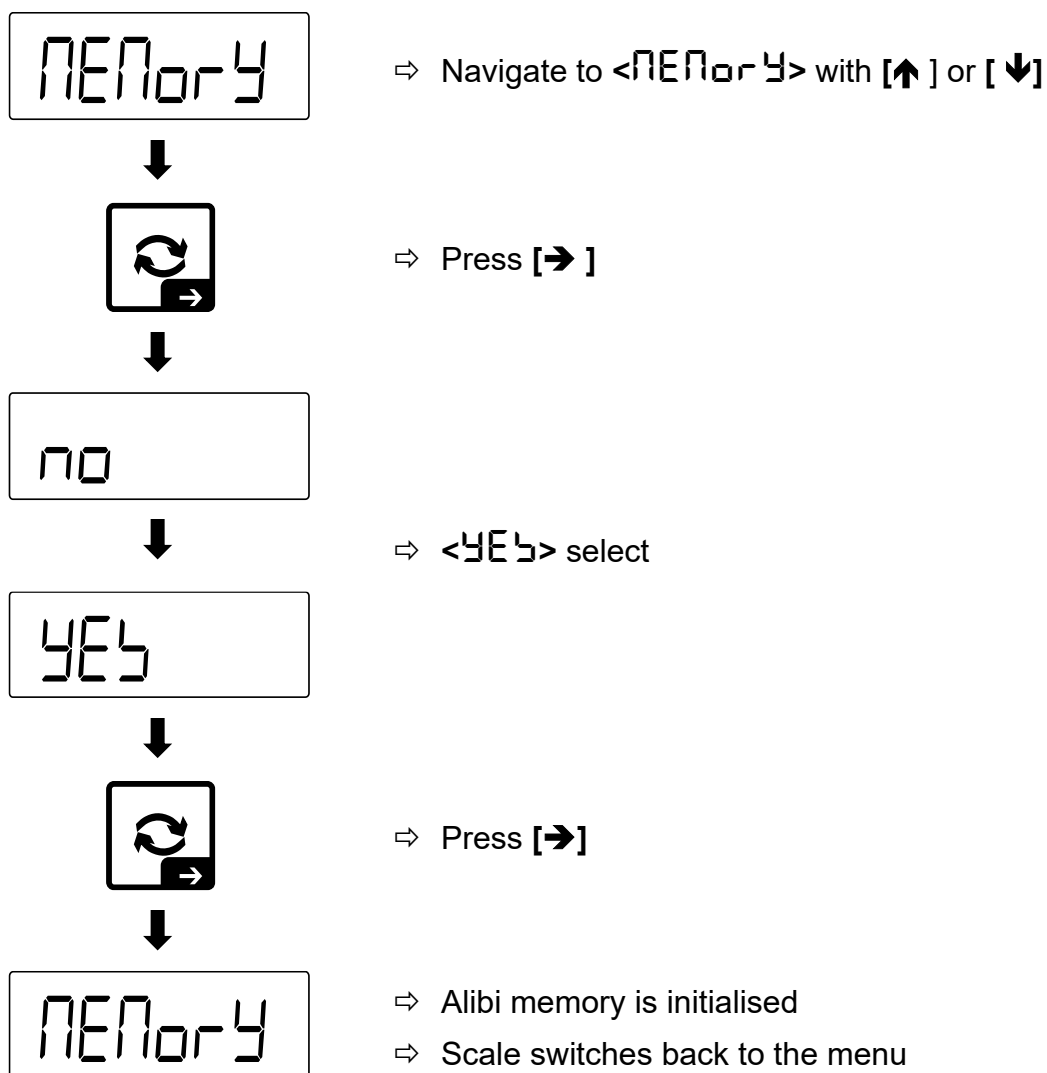 MEMorY
⇨ Navigate to <MEMorY> with [↑ ] or [ ↓]
⇨ Press [→ ]
no
⇨ <YES> select
YES
⇨ Press [→]
MEMorY
⇨ Alibi memory is initialised
⇨ Scale switches back to the menu